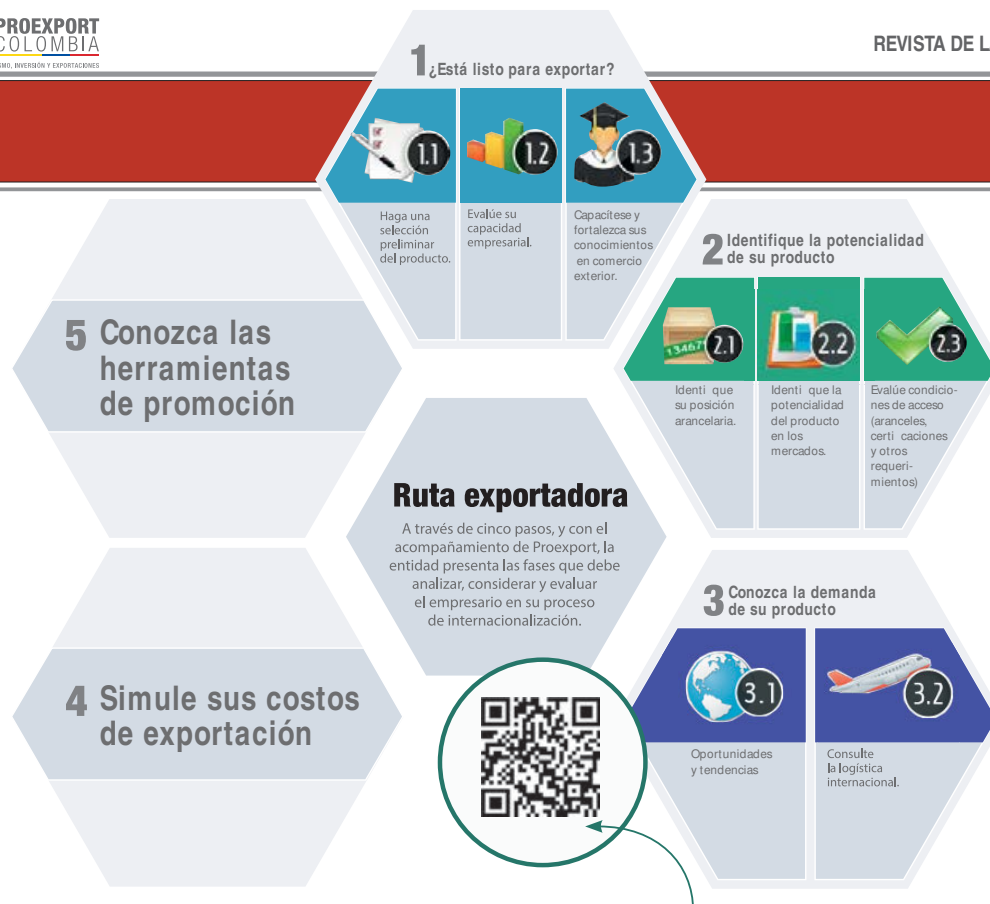 PROEXPORT
COLOMBIA
INVERSIÓN Y EXPORTACIONES
REVISTA DE L
1 ¿Está listo para exportar?
1.1
1.2
1.3
Haga una
selección
preliminar
del producto.
Evalúe su
capacidad
empresarial.
Capacítese y
fortalezca sus
conocimientos
en comercio
exterior.
2 Identifique la potencialidad
de su producto
13467
2.1
2.2
2.3
Identi que
su posición
arancelaria.
Identi que la
potencialidad
del producto
en los
mercados.
Evalúe condicio-
nes de acceso
(aranceles,
certi caciones
y otros
requeri-
mientos)
5 Conozca las
herramientas
de promoción
Ruta exportadora
A través de cinco pasos, y con el
acompañamiento de Proexport, la
entidad presenta las fases que debe
analizar, considerar y evaluar
el empresario en su proceso
de internacionalización.
3 Conozca la demanda
de su producto
3.1
3.2
Oportunidades
y tendencias
Consulte
la logística
internacional.
4 Simule sus costos
de exportación